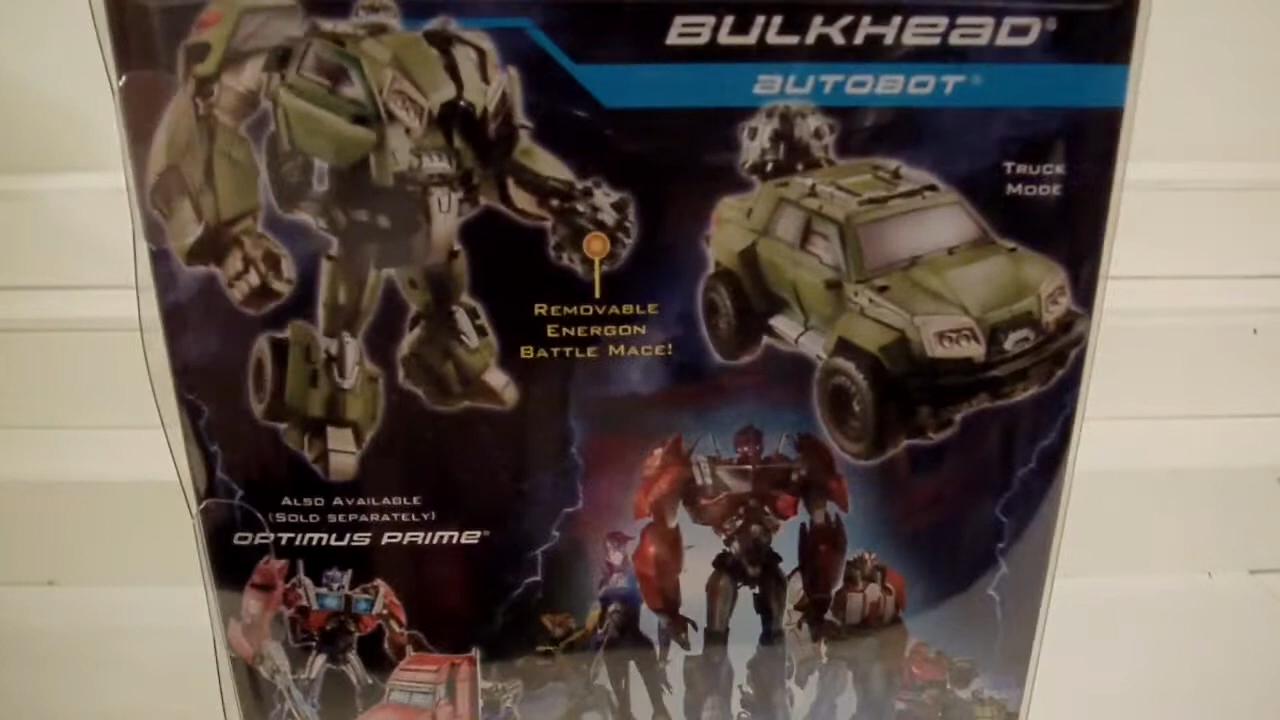 BULKHEAD®
AUTOBOT®
TRUCK
MODE
REMOVABLE
ENERGON
BATTLE MACE!
ALSO AVAILABLE
(SOLD SEPARATELY)
OPTIMUS PRIME®